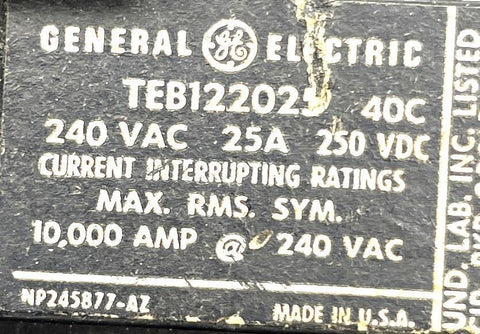 GENERAL GE ELECTRIC
TEB122025 40C
240 VAC 25A 250 VDC
CURRENT INTERRUPTING RATINGS
MAX. RMS. SYM.
10,000 AMP @ 240 VAC
NP245877-AZ MADE IN U.S.A.
UND. LAB. INC. LISTED